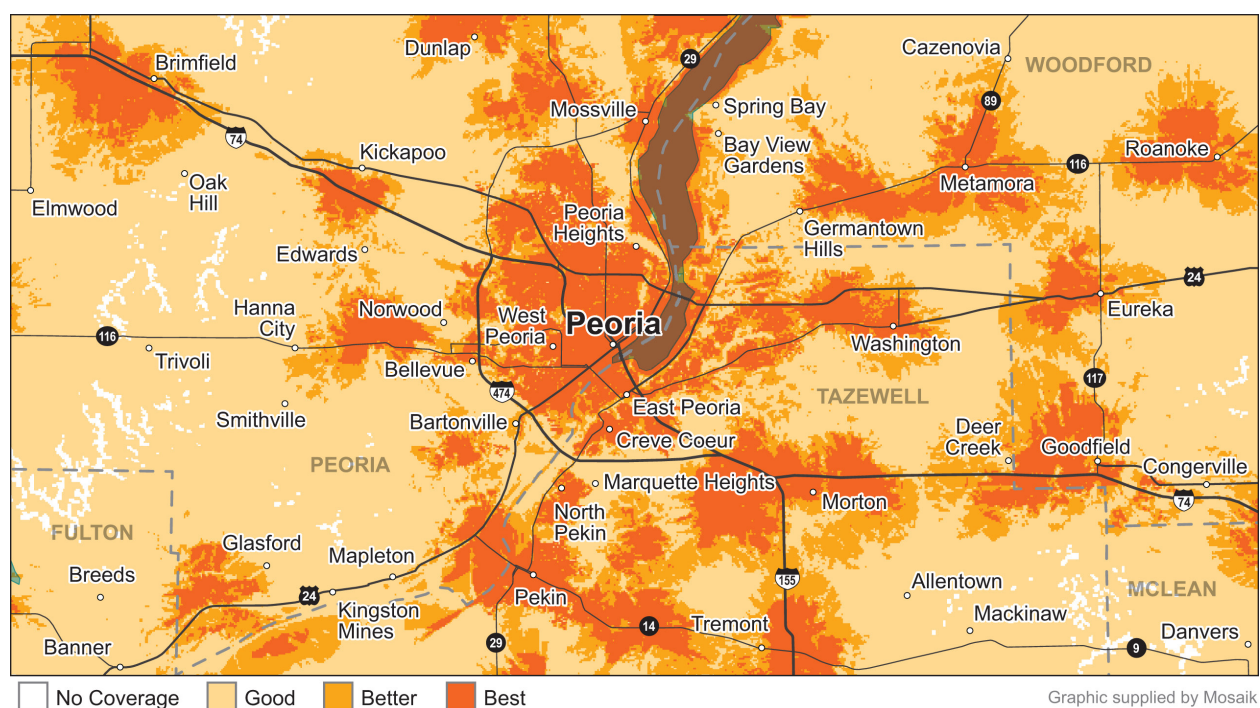 Dunlap
Cazenovia
WOODFORD
29
Brimfield
89
Mossville
Spring Bay
74
Bay View
Gardens
Kickapoo
Roanoke
116
Metamora
Oak
Hill
Elmwood
Peoria
Heights
Germantown
Hills
Edwards
24
Hanna
City
Norwood
West
Peoria
Peoria
Eureka
116
Trivoli
Washington
Bellevue
117
474
TAZEWELL
Smithville
East Peoria
Bartonville
Creve Coeur
Deer
Creek
Goodfield
PEORIA
Congerville
Marquette Heights
Morton
74
North
Pekin
FULTON
Glasford
Mapleton
155
Breeds
Allentown
MCLEAN
24
Kingston
Mines
Pekin
14
Tremont
Mackinaw
29
Danvers
9
Banner
No Coverage
Good
Better
Best
Graphic supplied by Mosaik